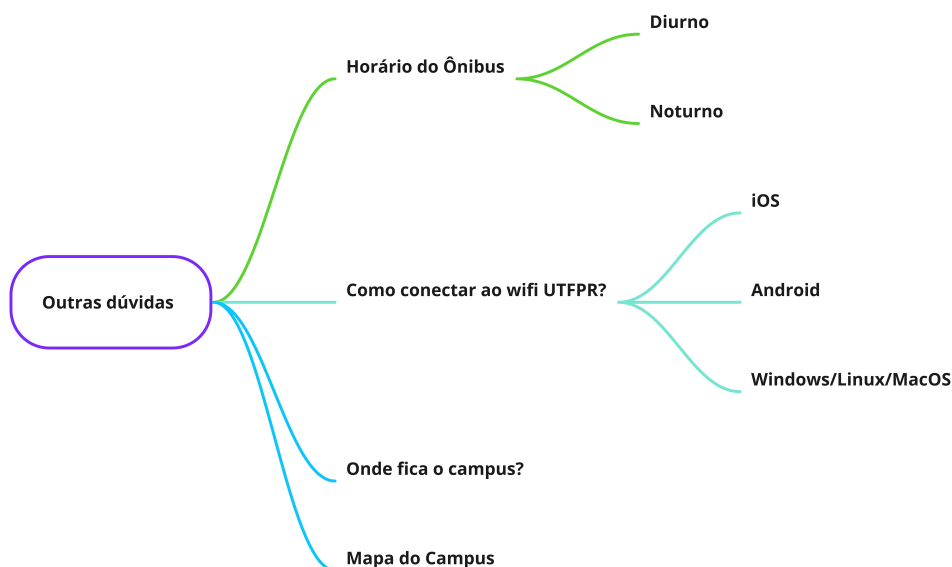 Diurno
Horário do Ônibus
Noturno
iOS
Como conectar ao wifi UTFPR?
Android
Outras dúvidas
Windows/Linux/MacOS
Onde fica o campus?
Mapa do Campus